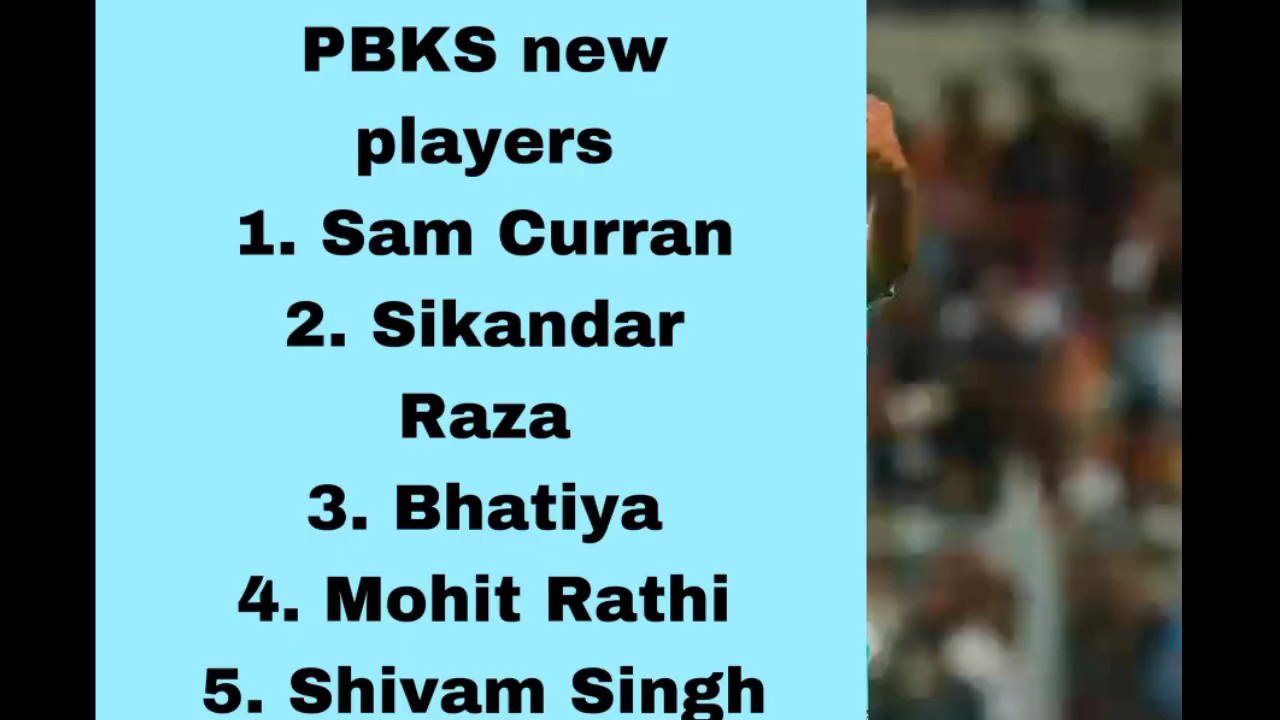 PBKS new
players
1. Sam Curran
2. Sikandar
Raza
3. Bhatiya
4. Mohit Rathi
5. Shivam Singh